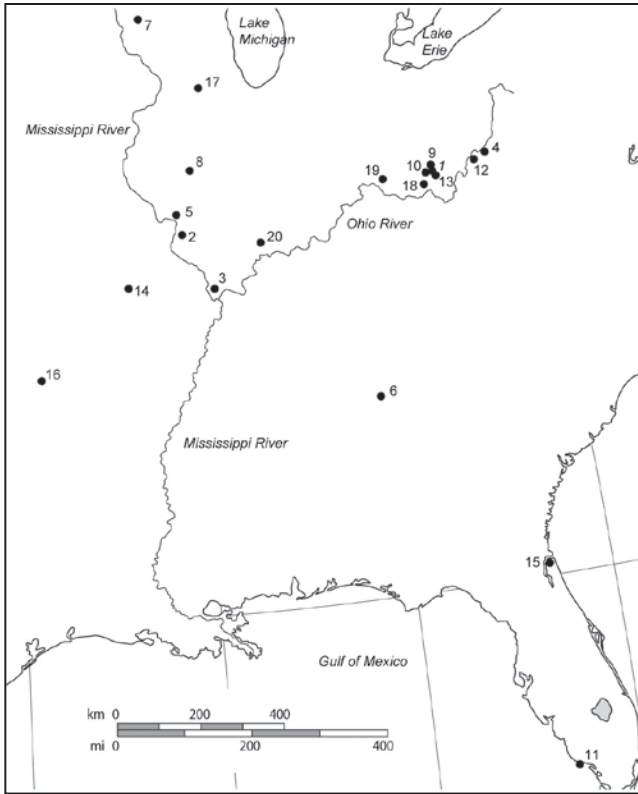 7
Lake
Michigan
Lake
Erie
17
Mississippi River
9
4
10
1
12
8
19
13
18
5
Ohio River
2
20
3
14
16
6
Mississippi River
15
Gulf of Mexico
km 0 200 400
mi 0 200 400
11